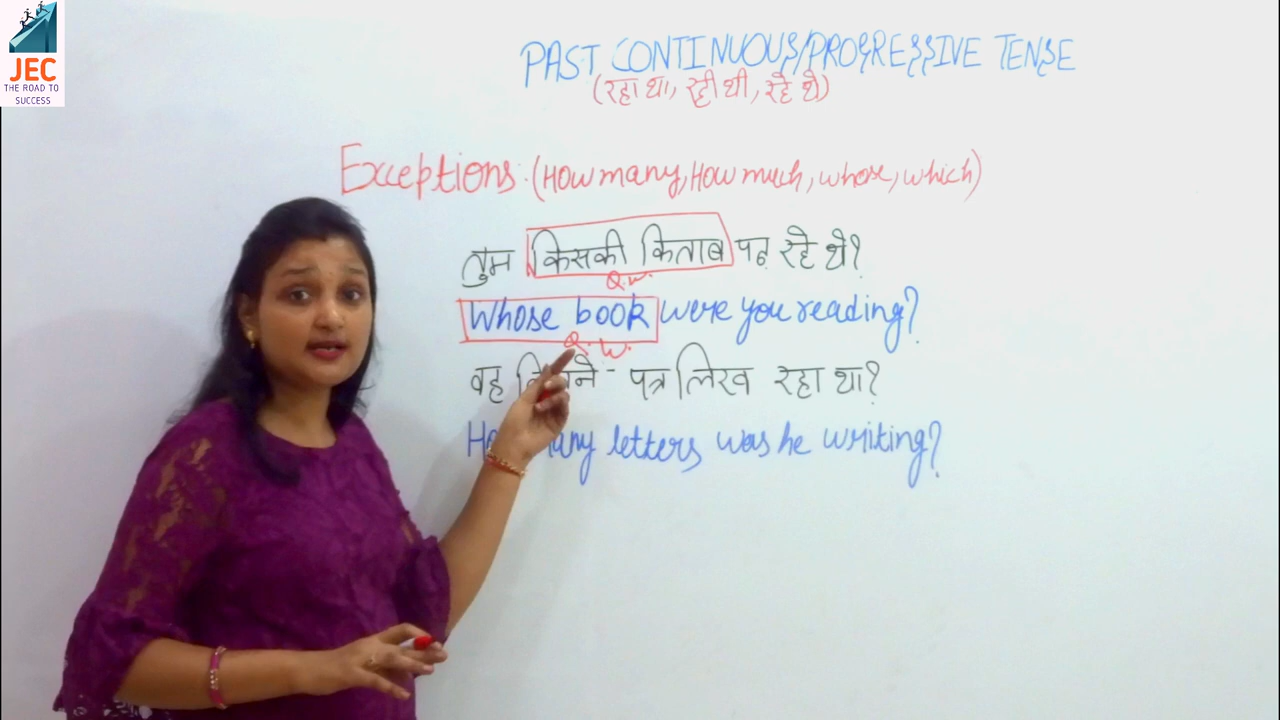 JEC
THE ROAD TO
SUCCESS
PAST CONTINUOUS/PROGRESSIVE TENSE
(रहा था, रही थी, रहे थे)
Exceptions: (How many, How much, whose, which)
तुम किसकी किताब पढ़ रहे थे?
Q.W.
Whose book were you reading?
Q.W.
वह पत्र लिख रहा था?
letters was he writing?